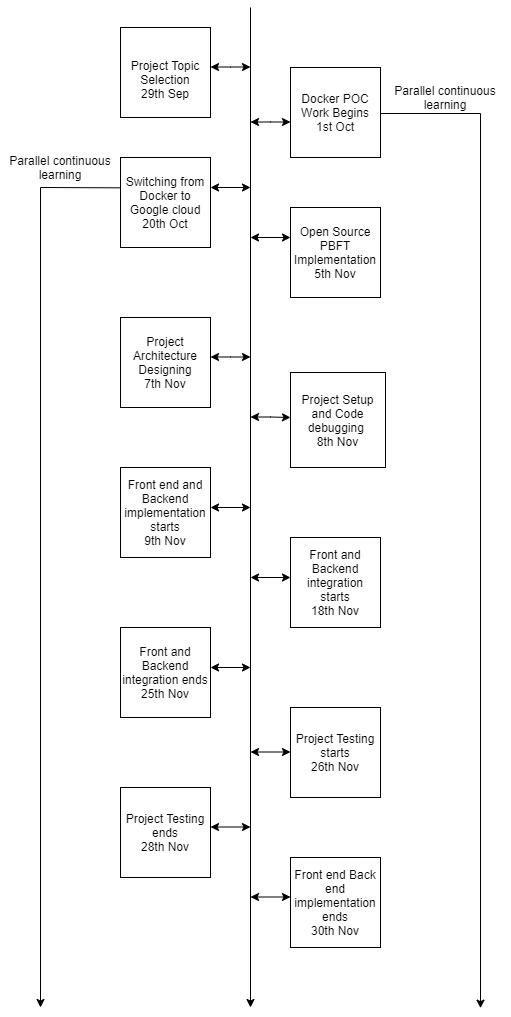 Project Topic
Selection
29th Sep
Docker POC
Work Begins
1st Oct
Parallel continuous
learning
Parallel continuous
learning
Switching from
Docker to
Google cloud
20th Oct
Open Source
PBFT
Implementation
5th Nov
Project
Architecture
Designing
7th Nov
Project Setup
and Code
debugging
8th Nov
Front end and
Backend
implementation
starts
9th Nov
Front and
Backend
integration
starts
18th Nov
Front and
Backend
integration ends
25th Nov
Project Testing
starts
26th Nov
Project Testing
ends
28th Nov
Front end Back
end
implementation
ends
30th Nov